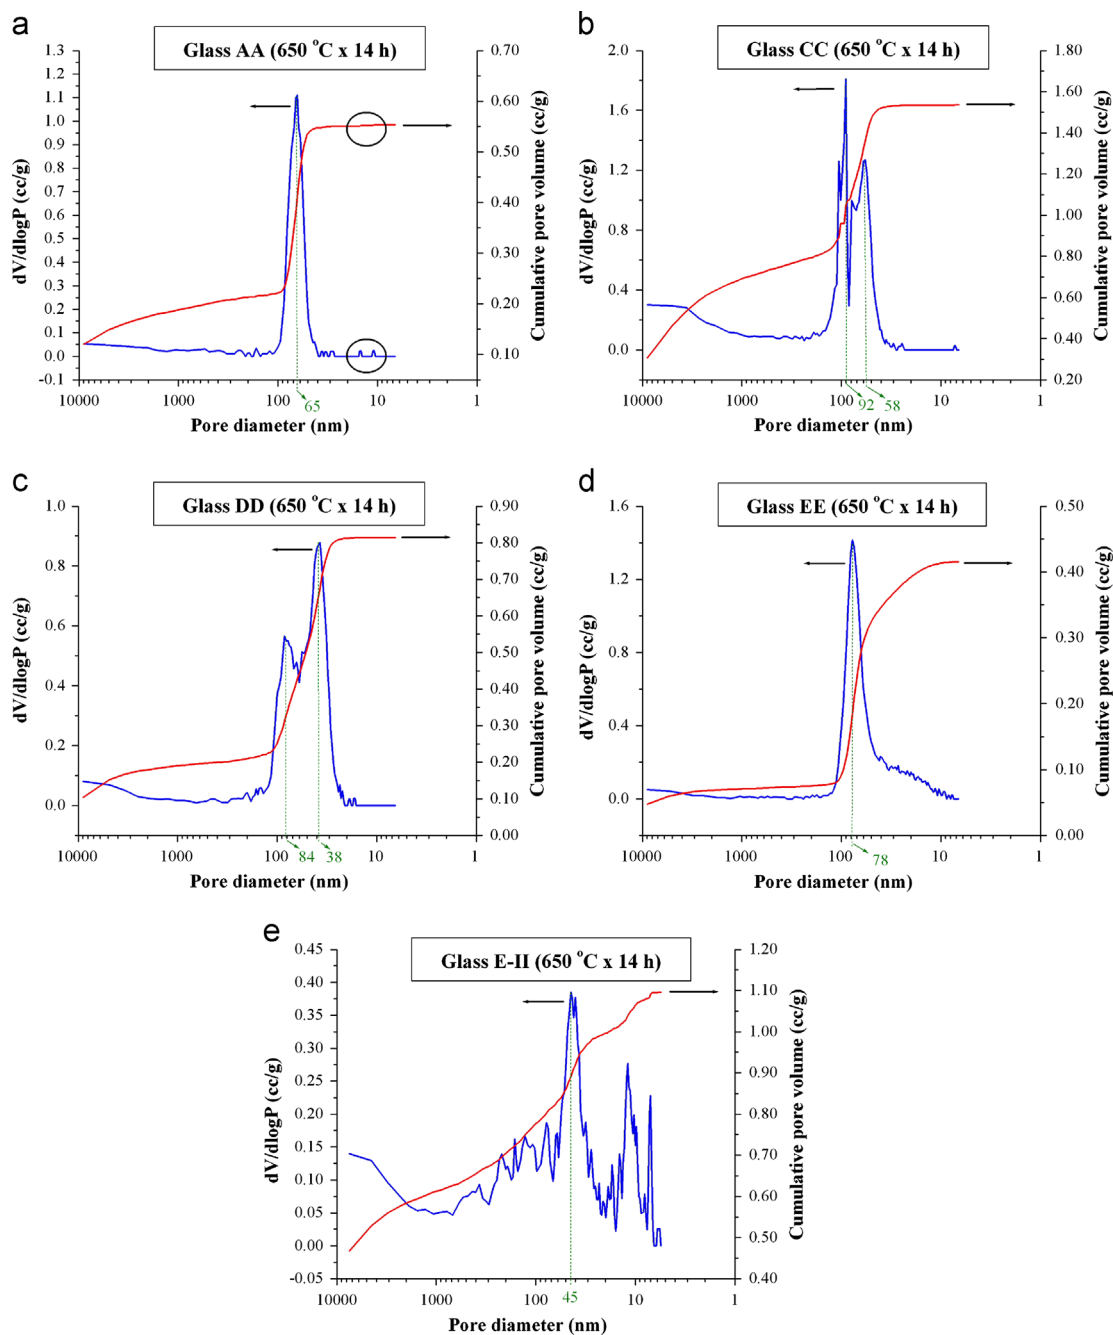 a
Glass AA (650 °C x 14 h)
dV/dlogP (cc/g)
1.3
1.2
1.1
1.0
0.9
0.8
0.7
0.6
0.5
0.4
0.3
0.2
0.1
0.0
-0.1
0.70
0.60
0.50
0.40
0.30
0.20
0.10
Cumulative pore volume (cc/g)
10000 1000 100 10 1
65
Pore diameter (nm)
b
Glass CC (650 °C x 14 h)
dV/dlogP (cc/g)
2.0
1.6
1.2
0.8
0.4
0.0
1.80
1.60
1.40
1.20
1.00
0.80
0.60
0.40
0.20
Cumulative pore volume (cc/g)
10000 1000 100 10 1
92 58
Pore diameter (nm)
c
Glass DD (650 °C x 14 h)
dV/dlogP (cc/g)
1.0
0.8
0.6
0.4
0.2
0.0
0.90
0.80
0.70
0.60
0.50
0.40
0.30
0.20
0.10
0.00
Cumulative pore volume (cc/g)
10000 1000 100 10 1
84 38
Pore diameter (nm)
d
Glass EE (650 °C x 14 h)
dV/dlogP (cc/g)
1.6
1.2
0.8
0.4
0.0
0.50
0.40
0.30
0.20
0.10
0.00
Cumulative pore volume (cc/g)
10000 1000 100 10 1
78
Pore diameter (nm)
e
Glass E-II (650 °C x 14 h)
dV/dlogP (cc/g)
0.45
0.40
0.35
0.30
0.25
0.20
0.15
0.10
0.05
0.00
-0.05
1.20
1.10
1.00
0.90
0.80
0.70
0.60
0.50
0.40
Cumulative pore volume (cc/g)
10000 1000 100 10 1
45
Pore diameter (nm)